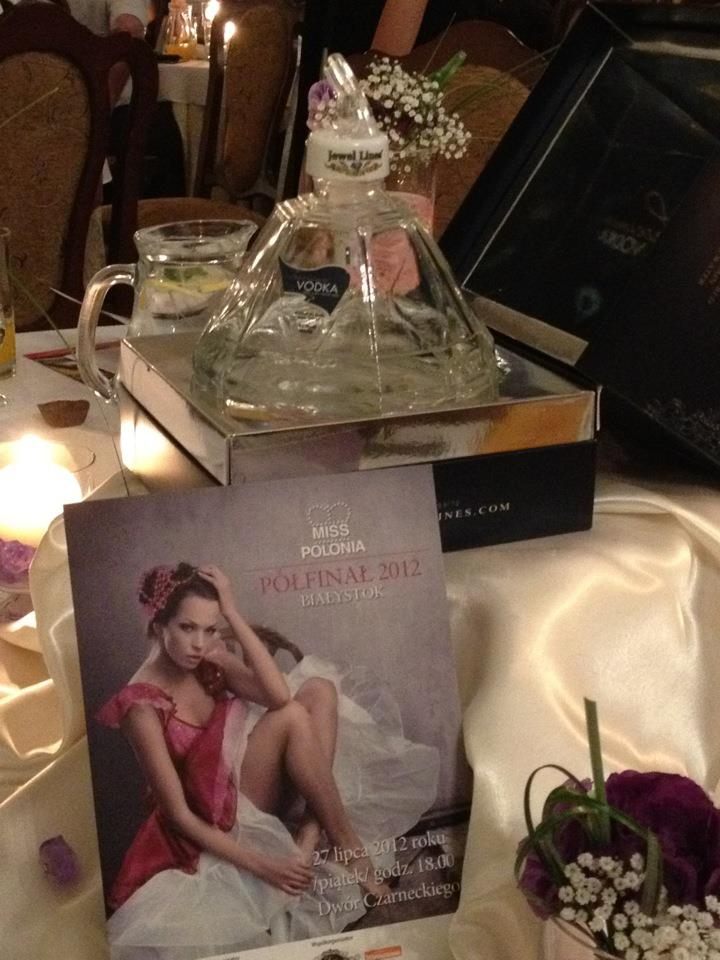 Jewel Lines
VODKA
VODKA
INES.COM
MISS
POLONIA
PÓŁFINAŁ 2012
BIAŁYSTOK
27 lipca 2012 roku
/piątek/ godz. 18.00
Dwór Czarneckiego